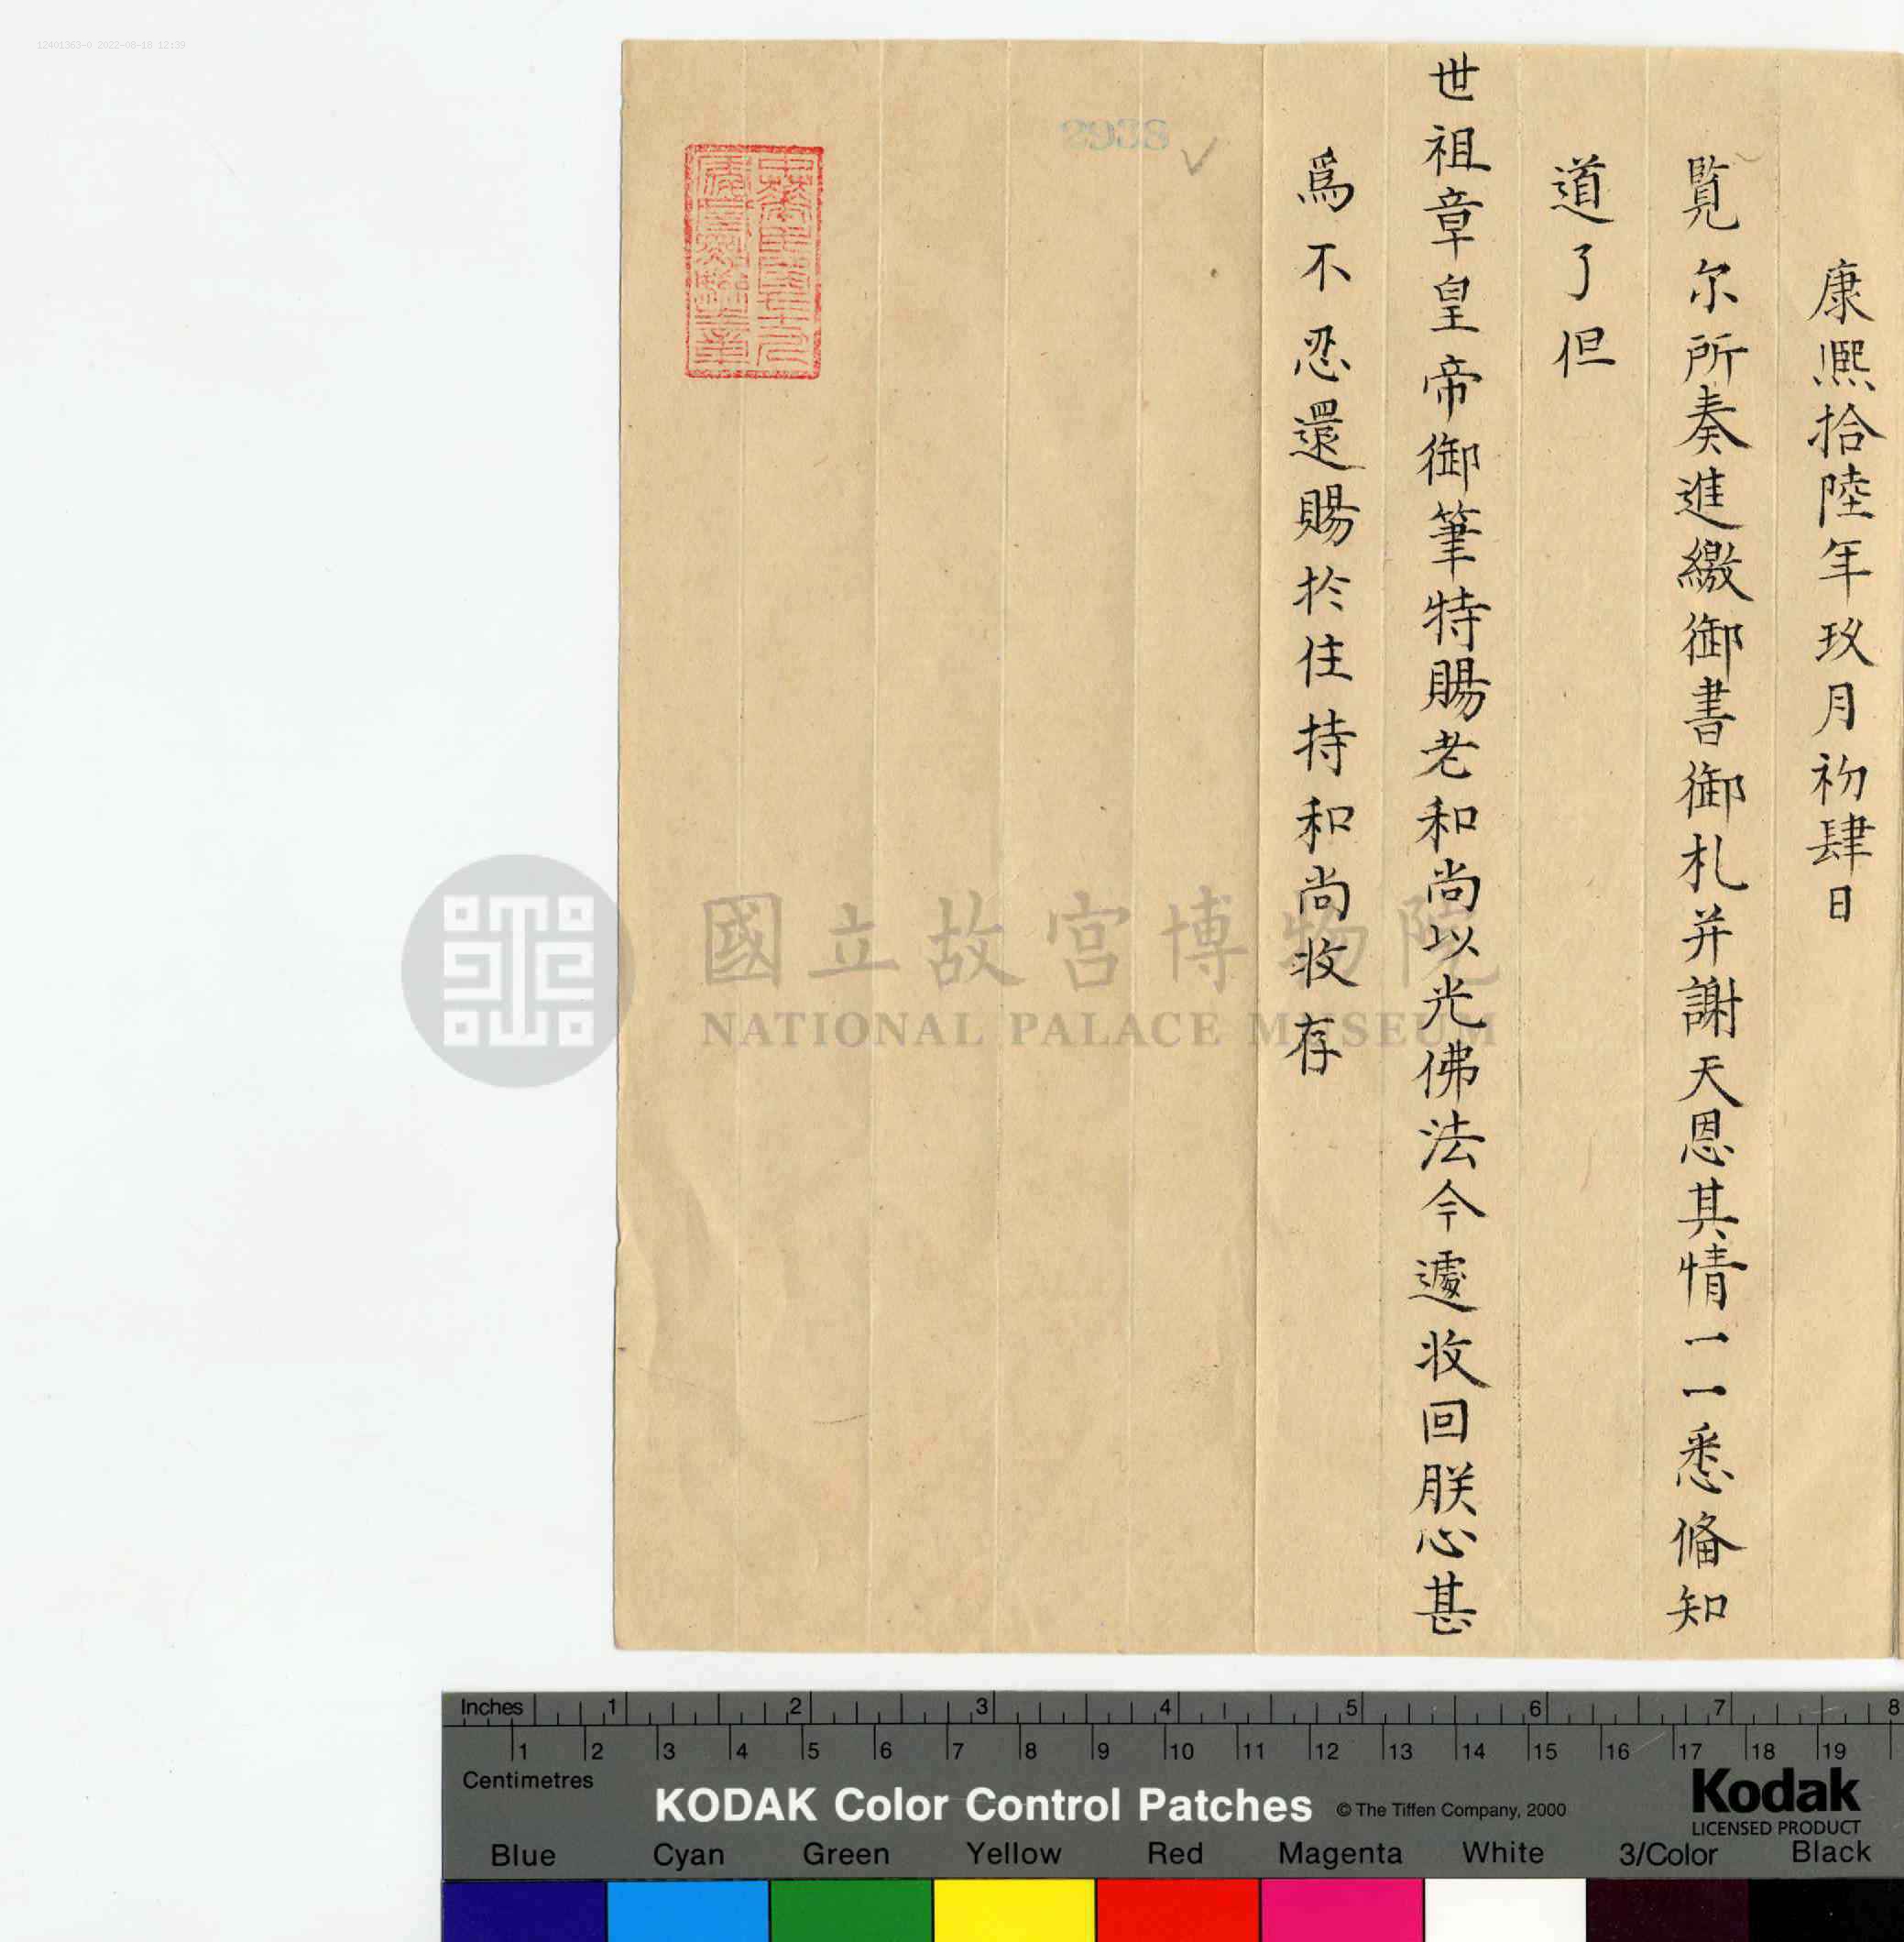 康熙拾陸年玖月初肆日
覧尔所奏進繳御書御札并謝天恩其情一一悉俻知
道了但
世祖章皇帝御筆特賜老和尚以光佛法今遽收回朕心甚
爲不忍還賜於住持和尚收存
2938
12401363-0 2022-08-18 12:39
國立故宮博物院
NATIONAL PALACE MUSEUM
Inches 1 2 3 4 5 6 7 8
1 2 3 4 5 6 7 8 9 10 11 12 13 14 15 16 17 18 19
Centimetres
KODAK Color Control Patches © The Tiffen Company, 2000
Kodak
LICENSED PRODUCT
Blue Cyan Green Yellow Red Magenta White 3/Color Black